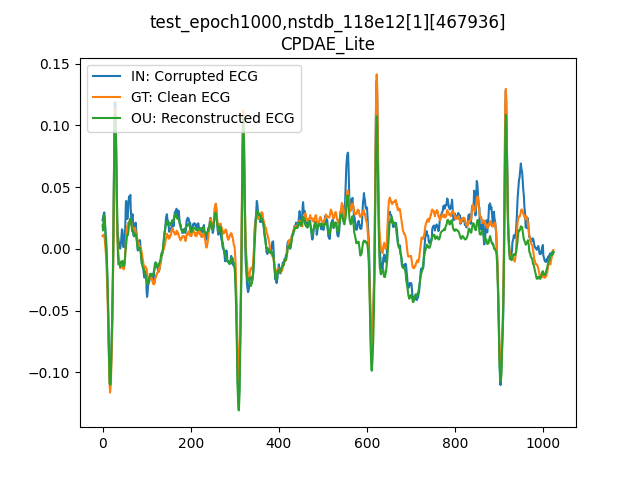 test_epoch1000,nstdb_118e12[1][467936]
CPDAE_Lite
IN: Corrupted ECG
GT: Clean ECG
OU: Reconstructed ECG
0.15
0.10
0.05
0.00
−0.05
−0.10
0 200 400 600 800 1000